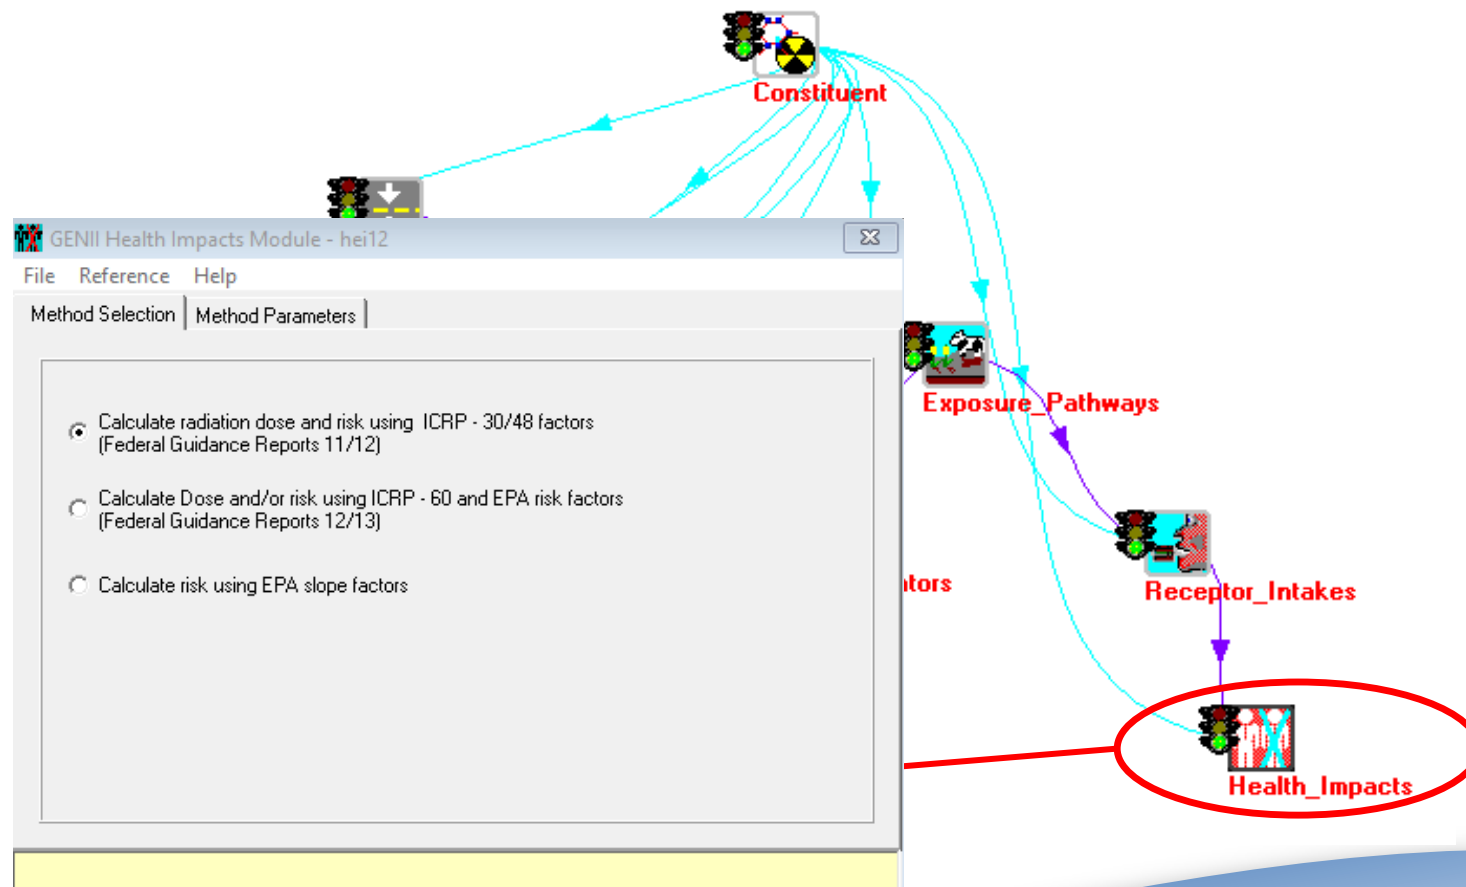 Constituent
GENII Health Impacts Module - hei12
File Reference Help
Method Selection Method Parameters
Calculate radiation dose and risk using ICRP - 30/48 factors
(Federal Guidance Reports 11/12)
Calculate Dose and/or risk using ICRP - 60 and EPA risk factors
(Federal Guidance Reports 12/13)
Calculate risk using EPA slope factors
Exposure_Pathways
Receptor_Intakes
Health_Impacts